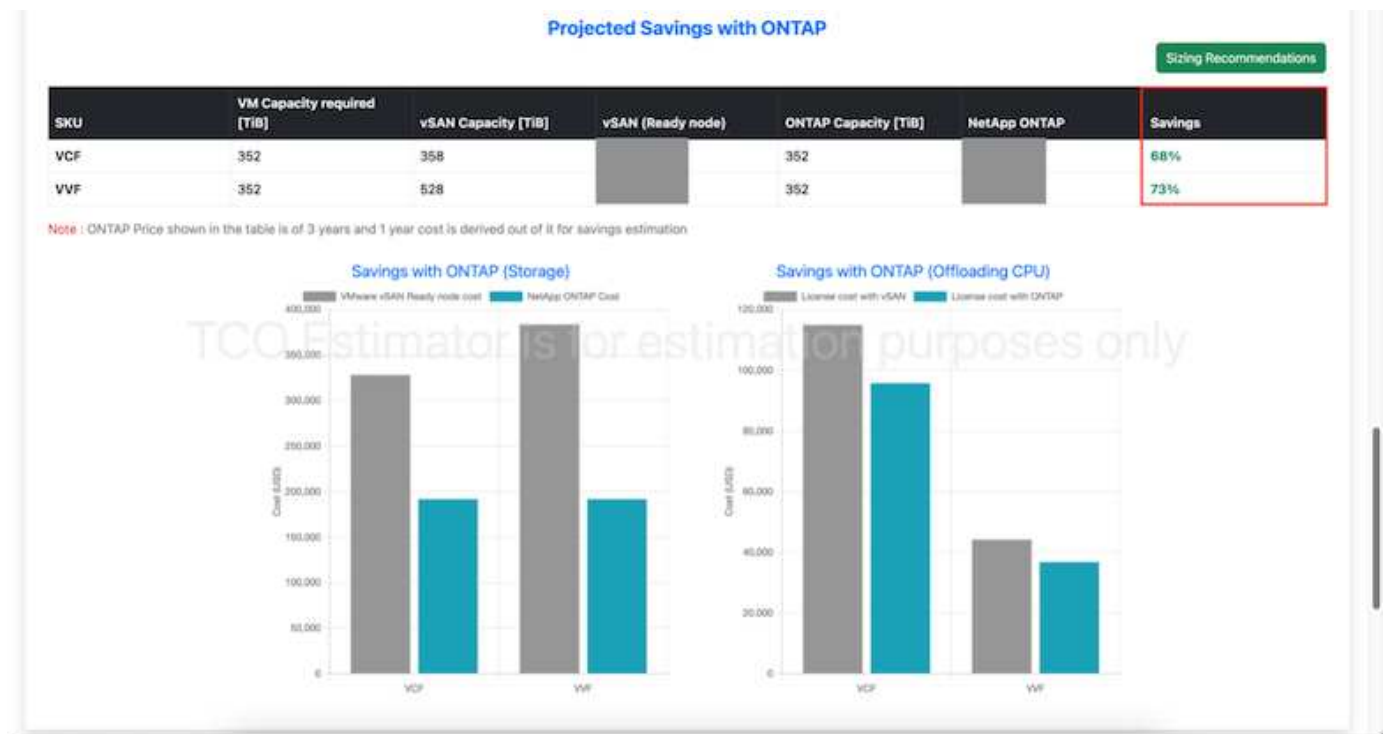 Projected Savings with ONTAP
Sizing Recommendations
SKU VM Capacity required [TiB] vSAN Capacity [TiB] vSAN (Ready node) ONTAP Capacity [TiB] NetApp ONTAP Savings
VCF 352 358 352 68%
VVF 352 528 352 73%
Note : ONTAP Price shown in the table is of 3 years and 1 year cost is derived out of it for savings estimation
Savings with ONTAP (Storage)
VMware vSAN Ready node cost NetApp ONTAP Cost
400,000
350,000
300,000
250,000
200,000
150,000
100,000
50,000
0
Cost (USD)
VCF VVF
Savings with ONTAP (Offloading CPU)
License cost with vSAN License cost with ONTAP
120,000
100,000
80,000
60,000
40,000
20,000
0
Cost (USD)
VCF VVF
TCO Estimator is for estimation purposes only